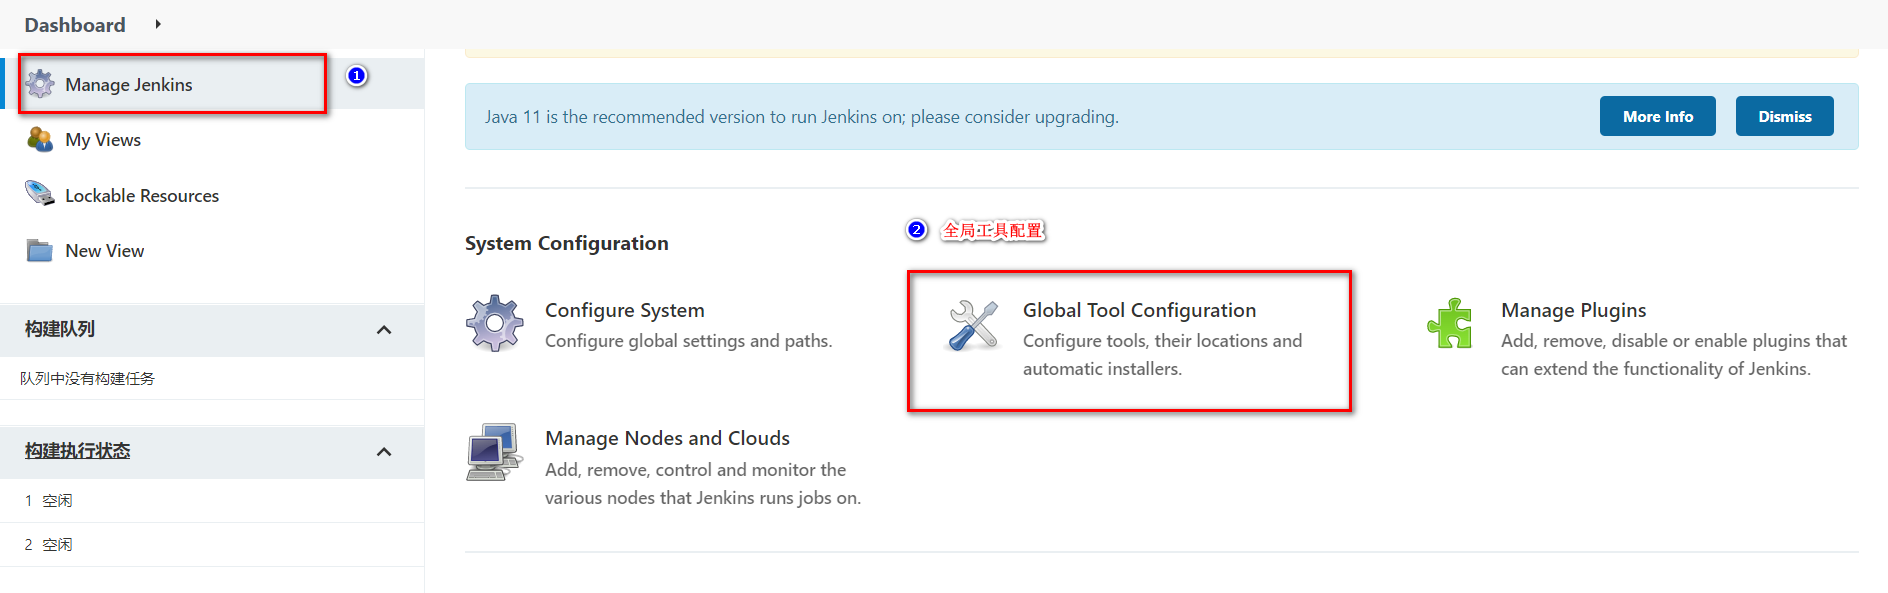 Dashboard
Manage Jenkins
1
My Views
Lockable Resources
New View
构建队列
队列中没有构建任务
构建执行状态
1 空闲
2 空闲
Java 11 is the recommended version to run Jenkins on; please consider upgrading.
More Info
Dismiss
2 全局工具配置
System Configuration
Configure System
Configure global settings and paths.
Global Tool Configuration
Configure tools, their locations and
automatic installers.
Manage Plugins
Add, remove, disable or enable plugins that
can extend the functionality of Jenkins.
Manage Nodes and Clouds
Add, remove, control and monitor the
various nodes that Jenkins runs jobs on.